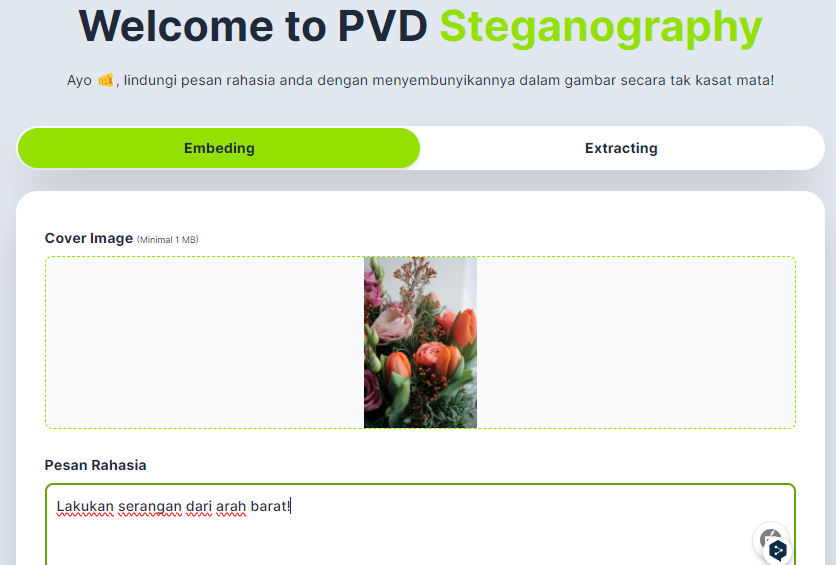 Welcome to PVD Steganography
Ayo 🤙, lindungi pesan rahasia anda dengan menyembunyikannya dalam gambar secara tak kasat mata!
Embeding
Extracting
Cover Image (Minimal 1 MB)
Pesan Rahasia
Lakukan serangan dari arah barat!